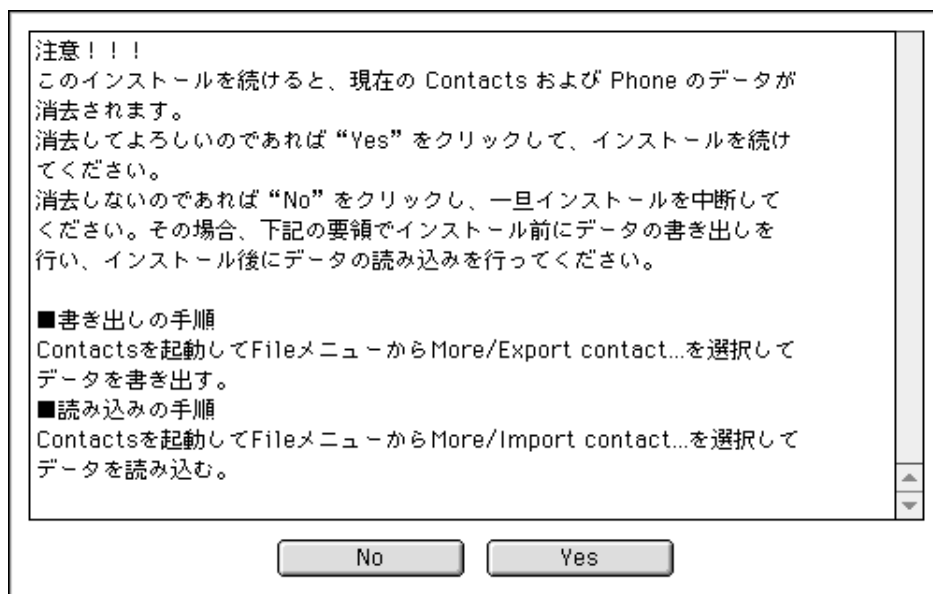 注意！！！
このインストールを続けると、現在の Contacts および Phone のデータが
消去されます。
消去してよろしいのであれば “Yes” をクリックして、インストールを続け
てください。
消去しないのであれば “No” をクリックし、一旦インストールを中断して
ください。その場合、下記の要領でインストール前にデータの書き出しを
行い、インストール後にデータの読み込みを行ってください。
■書き出しの手順
Contactsを起動してFileメニューからMore/Export contact...を選択して
データを書き出す。
■読み込みの手順
Contactsを起動してFileメニューからMore/Import contact...を選択して
データを読み込む。
No
Yes